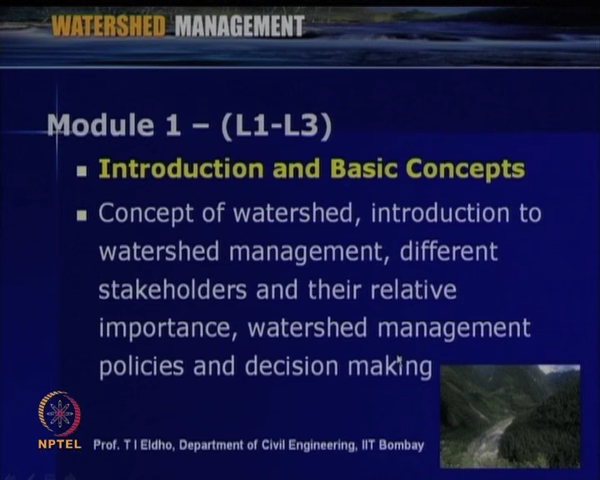 WATERSHED MANAGEMENT
Module 1 – (L1-L3)
■ Introduction and Basic Concepts
■ Concept of watershed, introduction to
watershed management, different
stakeholders and their relative
importance, watershed management
policies and decision making
NPTEL
Prof. T I Eldho, Department of Civil Engineering, IIT Bombay